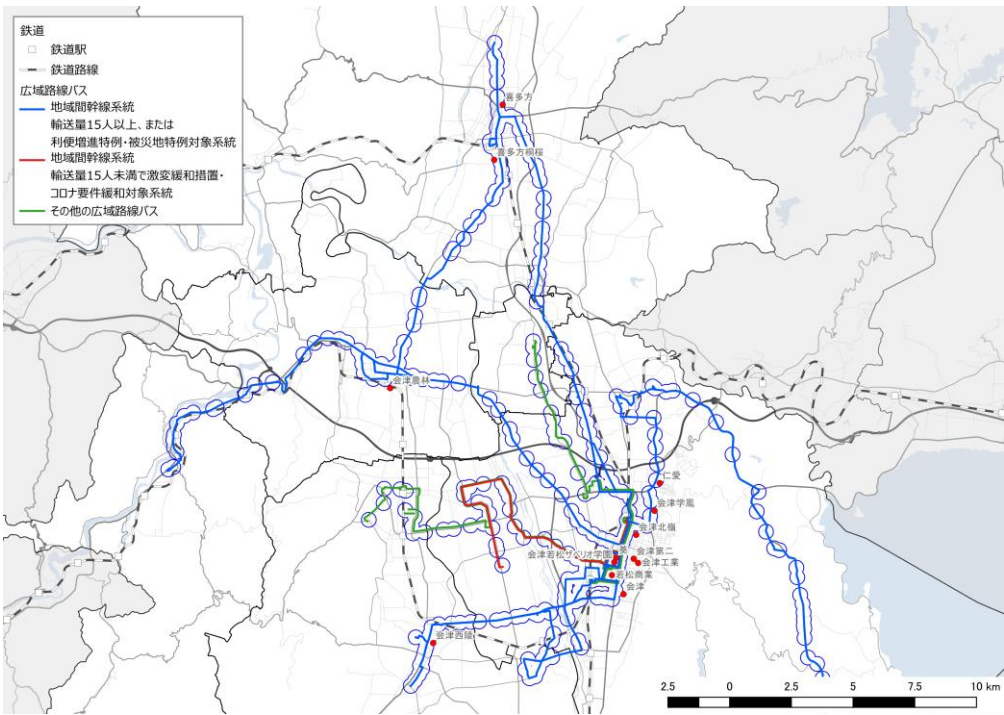 鉄道
鉄道駅
鉄道路線
広域路線バス
地域間幹線系統
輸送量15人以上、または
利便増進特例・被災地特例対象系統
地域間幹線系統
輸送量15人未満で激変緩和措置・
コロナ要件緩和対象系統
その他の広域路線バス
喜多方
喜多方桐桜
会津農林
仁愛
会津学鳳
会津北嶺
葵
会津若松ザベリオ学園
会津第二
会津工業
若松商業
会津
会津西陵
2.5 0 2.5 5 7.5 10 km